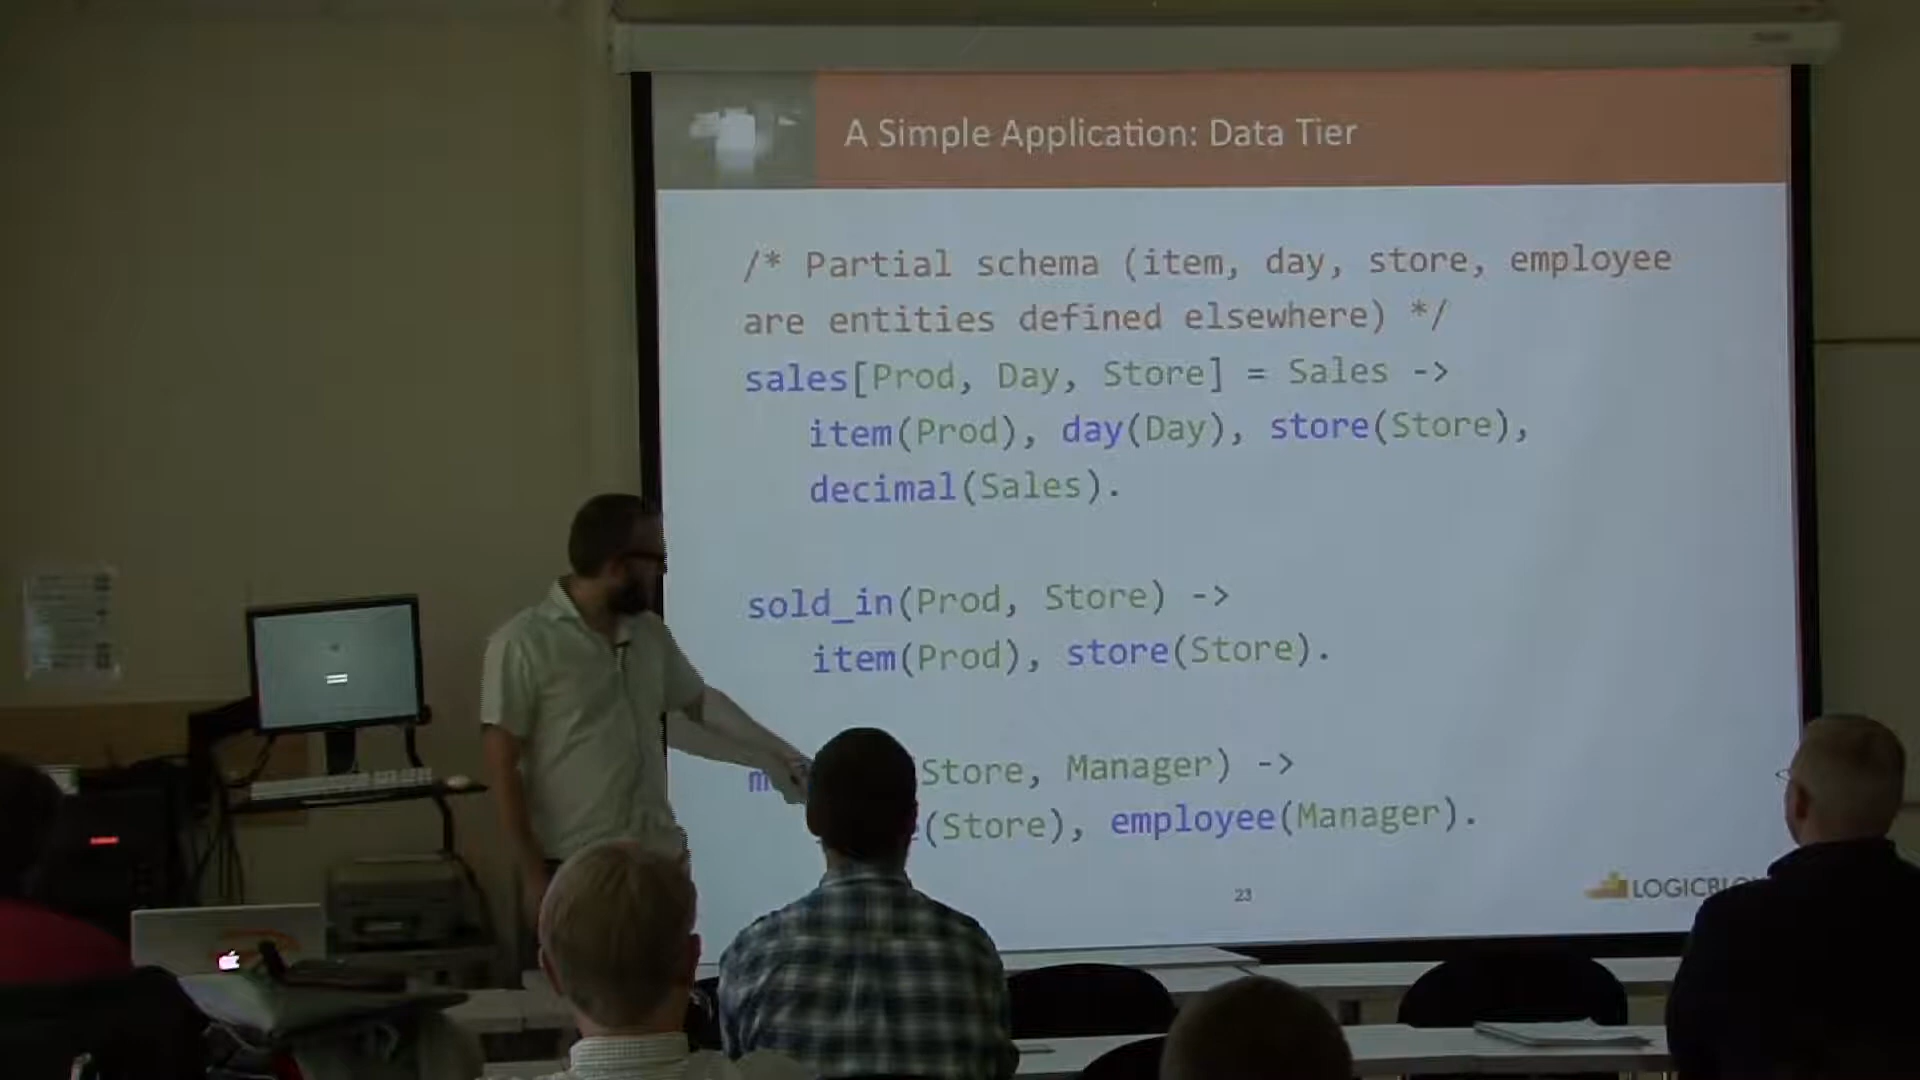 A Simple Application: Data Tier
/* Partial schema (item, day, store, employee
are entities defined elsewhere) */
sales[Prod, Day, Store] = Sales ->
item(Prod), day(Day), store(Store),
decimal(Sales).
sold_in(Prod, Store) ->
item(Prod), store(Store).
Store, Manager) ->
(Store), employee(Manager).
23